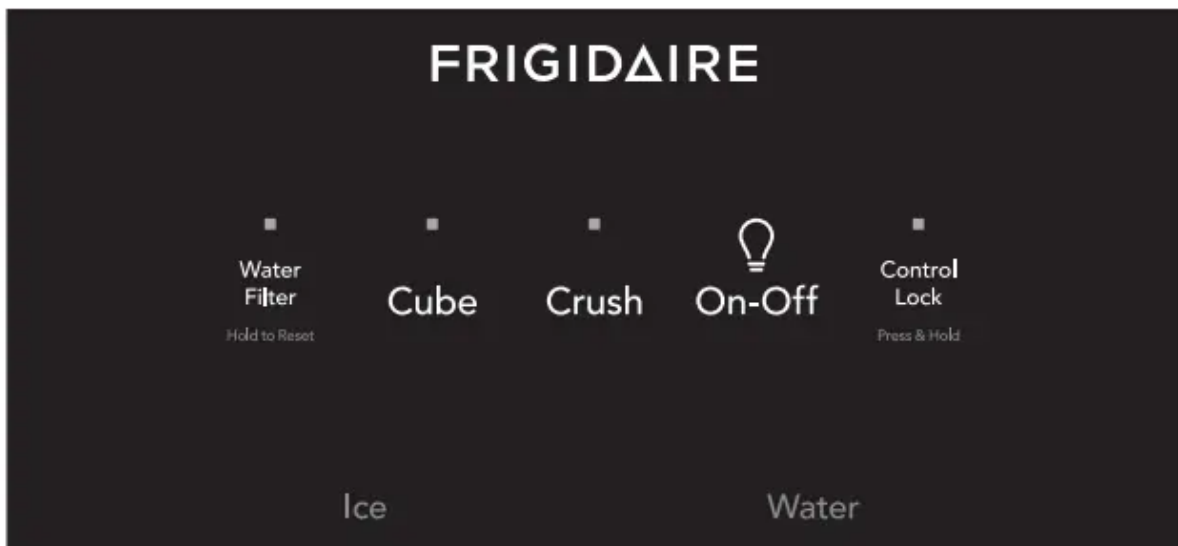 FRIGIDAIRE
Water
Filter
Hold to Reset
Cube
Crush
On-Off
Control
Lock
Press & Hold
Ice
Water